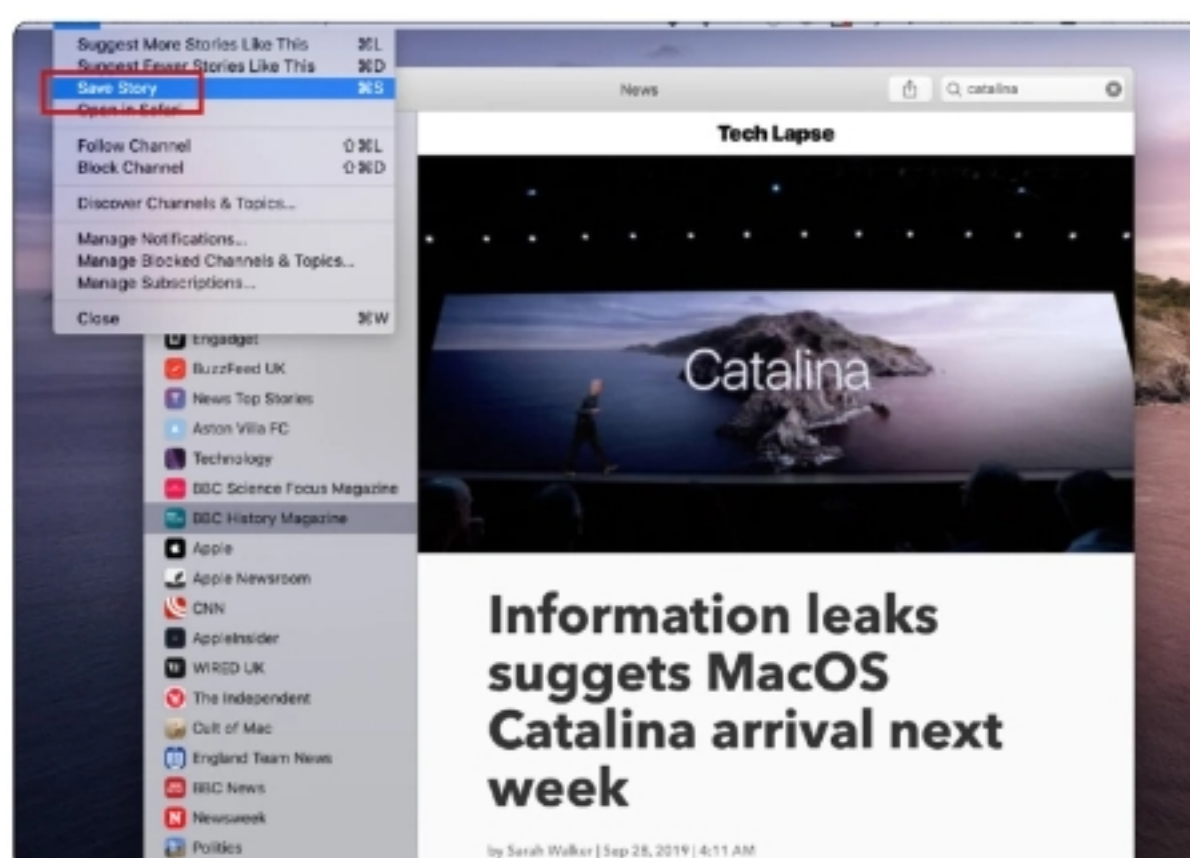 Suggest More Stories Like This ⌘L
Suggest Fewer Stories Like This ⌘D
Save Story ⌘S
Open in Safari
Follow Channel ⇧⌘L
Block Channel ⇧⌘D
Discover Channels & Topics...
Manage Notifications...
Manage Blocked Channels & Topics...
Manage Subscriptions...
Close ⌘W
News
catalina
Engadget
BuzzFeed UK
News Top Stories
Aston Villa FC
Technology
BBC Science Focus Magazine
BBC History Magazine
Apple
Apple Newsroom
CNN
AppleInsider
WIRED UK
The Independent
Cult of Mac
England Team News
BBC News
Newsweek
Politics
Tech Lapse
Catalina
Information leaks
suggets MacOS
Catalina arrival next
week
by Sarah Walker | Sep 28, 2019 | 4:11 AM